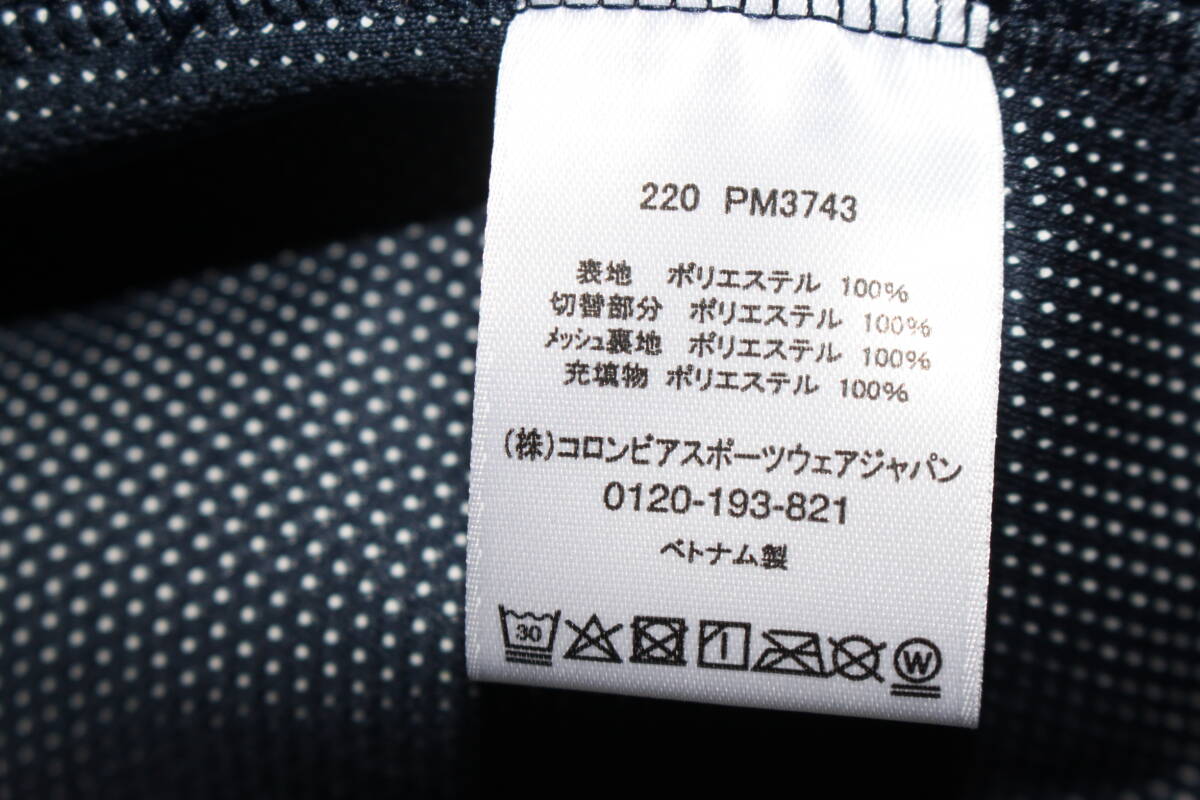 220 PM3743
表地 ポリエステル 100%
切替部分 ポリエステル 100%
メッシュ裏地 ポリエステル 100%
充填物 ポリエステル 100%
(株)コロンビアスポーツウェアジャパン
0120-193-821
ベトナム製
30 W